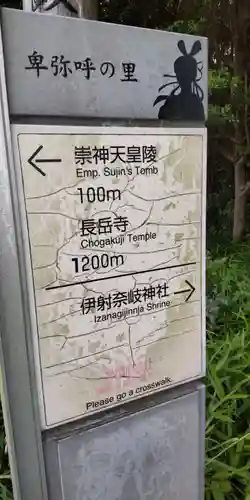 卑弥呼の里
崇神天皇陵
Emp. Sujin's Tomb
100m
長岳寺
Chogakuji Temple
1200m
伊射奈岐神社
Izanagijinnja Shrine
Please go a crosswalk.